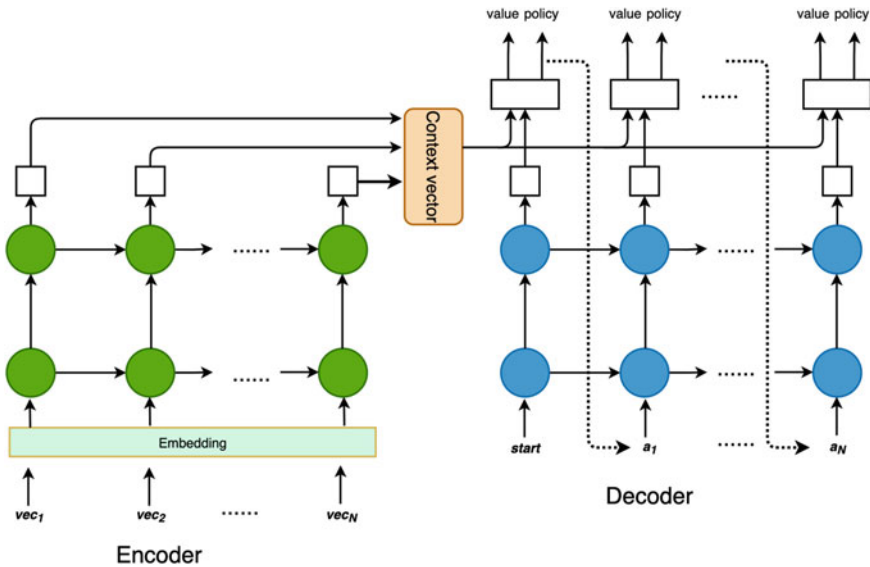 value policy value policy value policy
......
Context vector
...... ......
...... ......
Embedding
start a1 ...... aN
vec1 vec2 ...... vecN
Decoder
Encoder